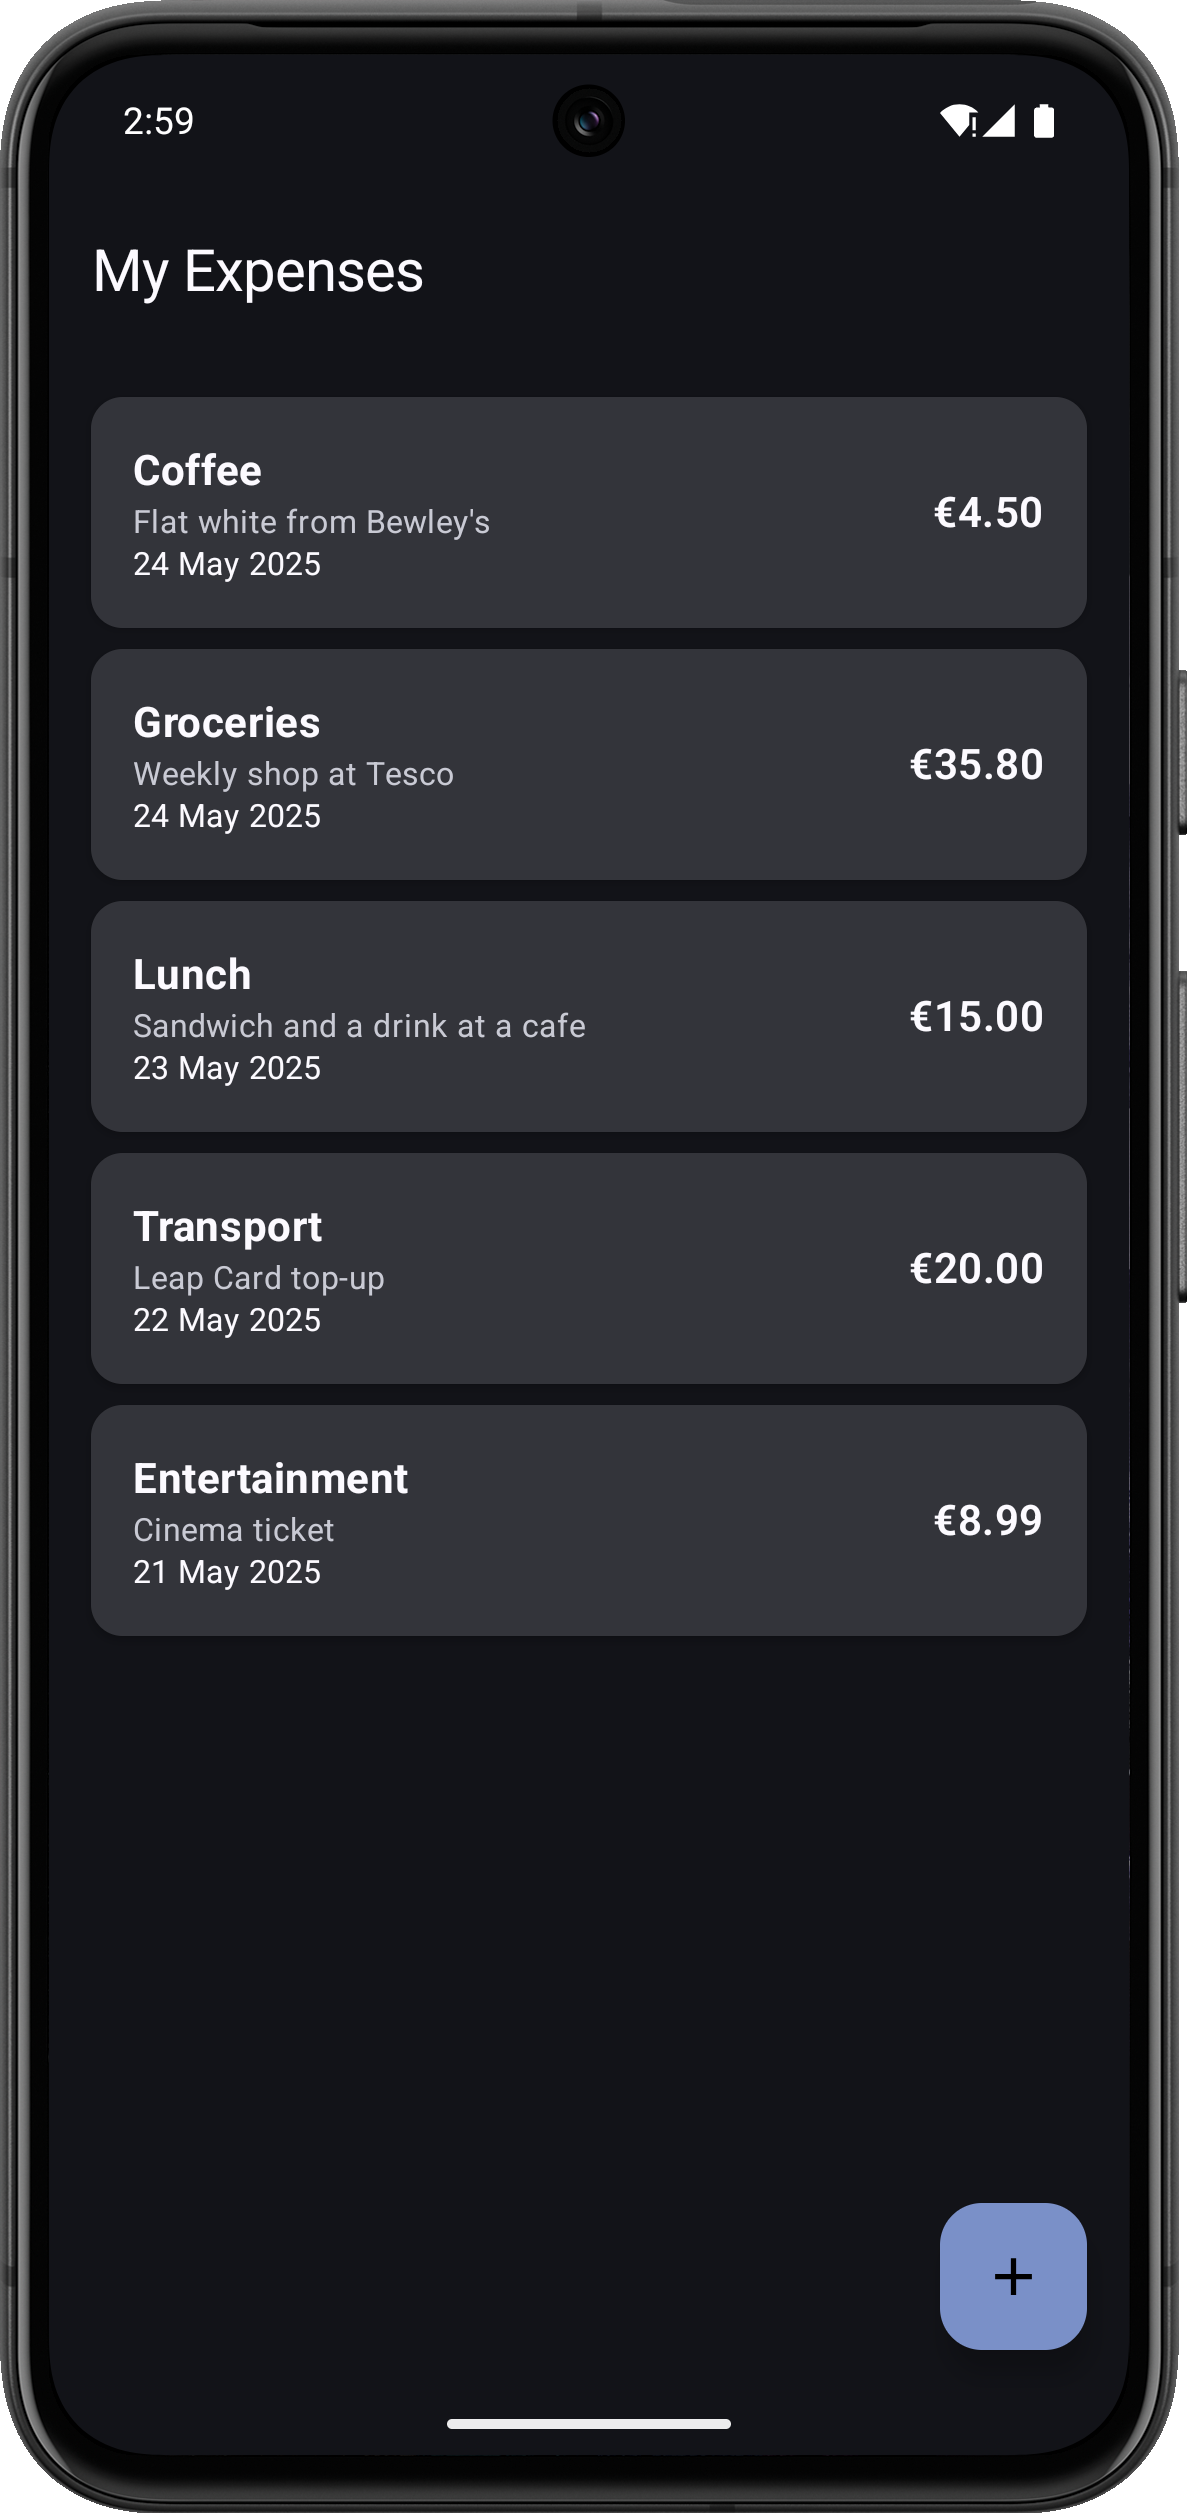 2:59
My Expenses
Coffee
Flat white from Bewley's
24 May 2025
€4.50
Groceries
Weekly shop at Tesco
24 May 2025
€35.80
Lunch
Sandwich and a drink at a cafe
23 May 2025
€15.00
Transport
Leap Card top-up
22 May 2025
€20.00
Entertainment
Cinema ticket
21 May 2025
€8.99
+